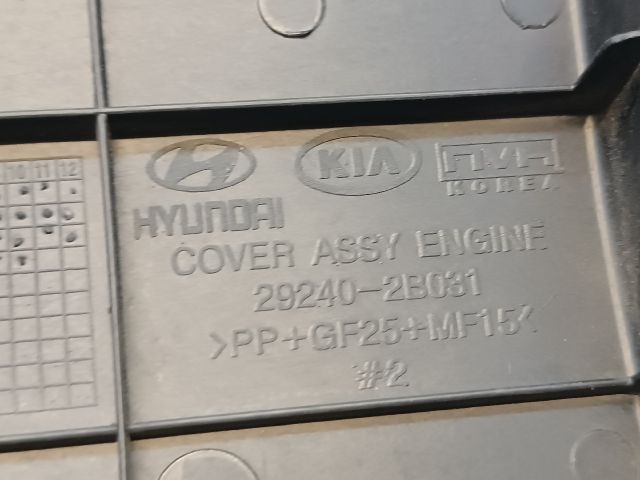 10 11 12
KIA
KOREA
HYUNDAI
COVER ASSY ENGINE
29240-2B031
>PP+GF25+MF15<
#2